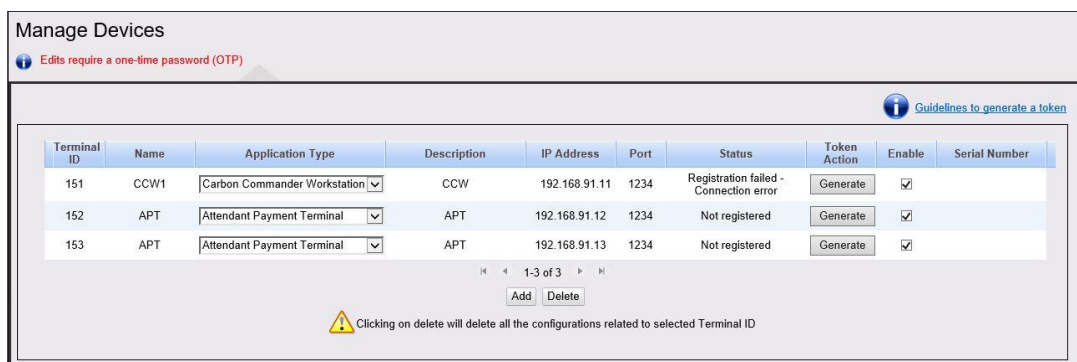 Manage Devices
Edits require a one-time password (OTP)
Guidelines to generate a token
Terminal ID Name Application Type Description IP Address Port Status Token Action Enable Serial Number
151 CCW1 Carbon Commander Workstation CCW 192.168.91.11 1234 Registration failed - Connection error Generate
152 APT Attendant Payment Terminal APT 192.168.91.12 1234 Not registered Generate
153 APT Attendant Payment Terminal APT 192.168.91.13 1234 Not registered Generate
1-3 of 3
Add Delete
Clicking on delete will delete all the configurations related to selected Terminal ID